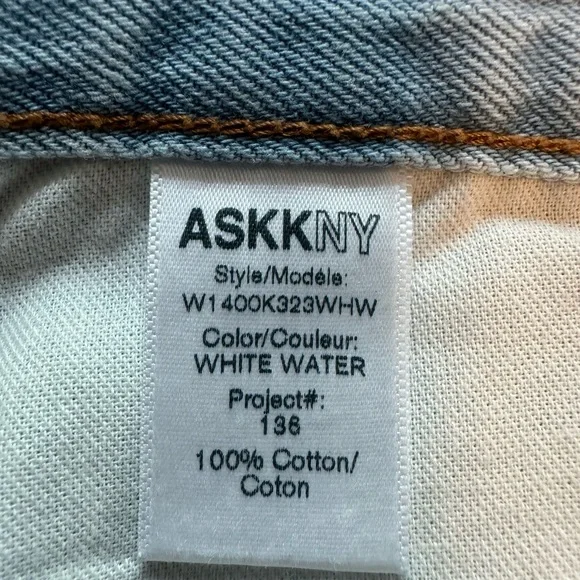 ASKKNY
Style/Modèle:
W1400K323WHW
Color/Couleur:
WHITE WATER
Project#:
136
100% Cotton/
Coton